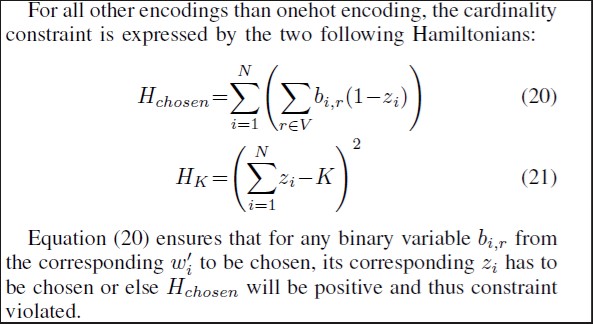 For all other encodings than onehot encoding, the cardinality
constraint is expressed by the two following Hamiltonians:
H_{chosen}=\sum_{i=1}^{N}\left(\sum_{r \in V} b_{i,r}(1-z_i)\right) (20)
H_K=\left(\sum_{i=1}^{N} z_i-K\right)^2 (21)
Equation (20) ensures that for any binary variable b_{i,r} from
the corresponding w'_i to be chosen, its corresponding z_i has to
be chosen or else H_{chosen} will be positive and thus constraint
violated.